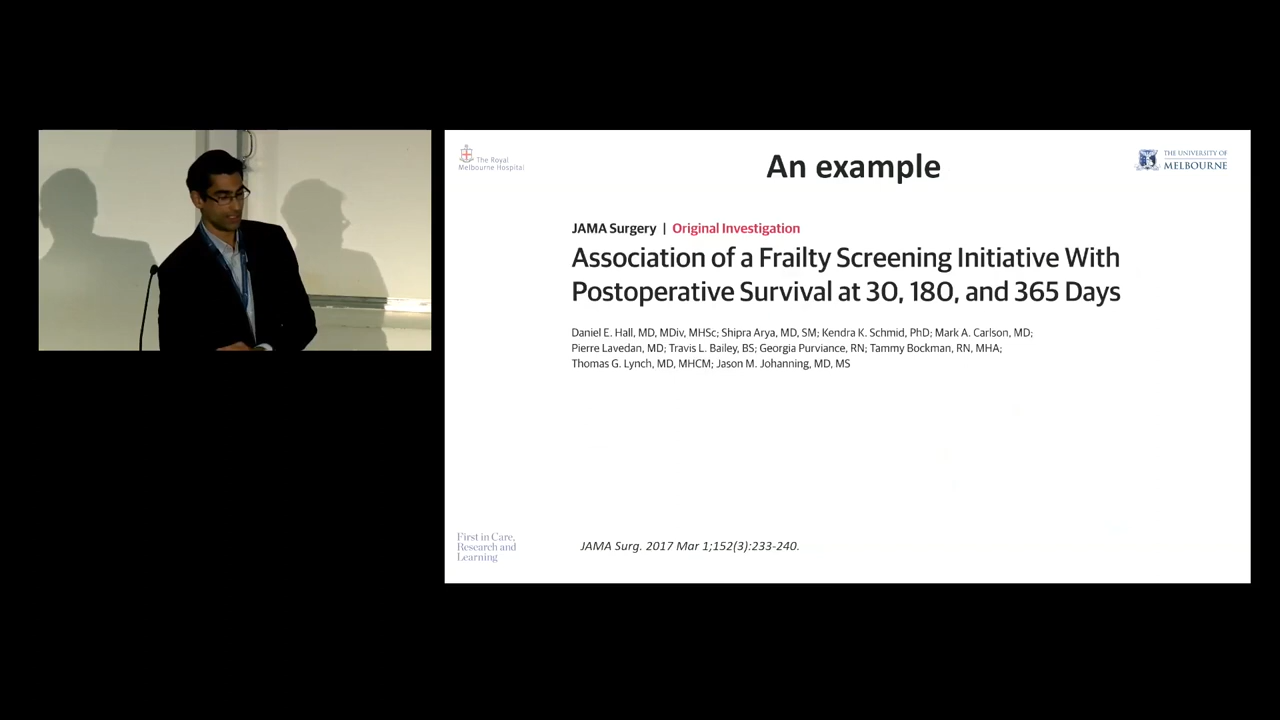 The Royal
Melbourne Hospital
An example
THE UNIVERSITY OF
MELBOURNE
JAMA Surgery | Original Investigation
Association of a Frailty Screening Initiative With
Postoperative Survival at 30, 180, and 365 Days
Daniel E. Hall, MD, MDiv, MHSc; Shipra Arya, MD, SM; Kendra K. Schmid, PhD; Mark A. Carlson, MD;
Pierre Lavedan, MD; Travis L. Bailey, BS; Georgia Purviance, RN; Tammy Bockman, RN, MHA;
Thomas G. Lynch, MD, MHCM; Jason M. Johanning, MD, MS
First in Care,
Research and
Learning
JAMA Surg. 2017 Mar 1;152(3):233-240.